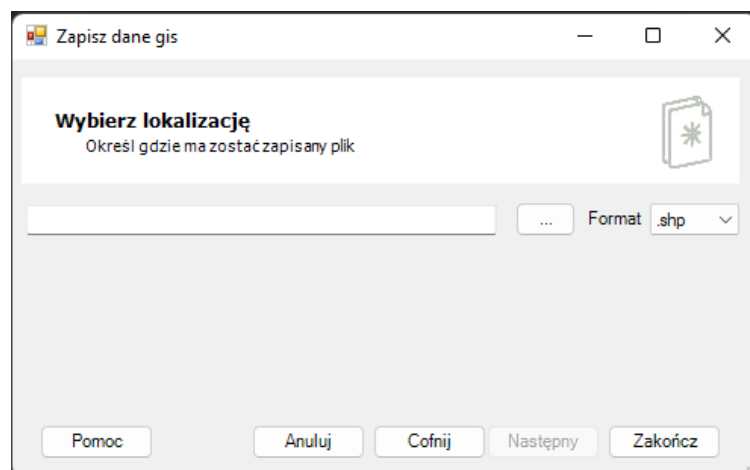 Zapisz dane gis
Wybierz lokalizację
Określ gdzie ma zostać zapisany plik
... Format .shp
Pomoc Anuluj Cofnij Następny Zakończ